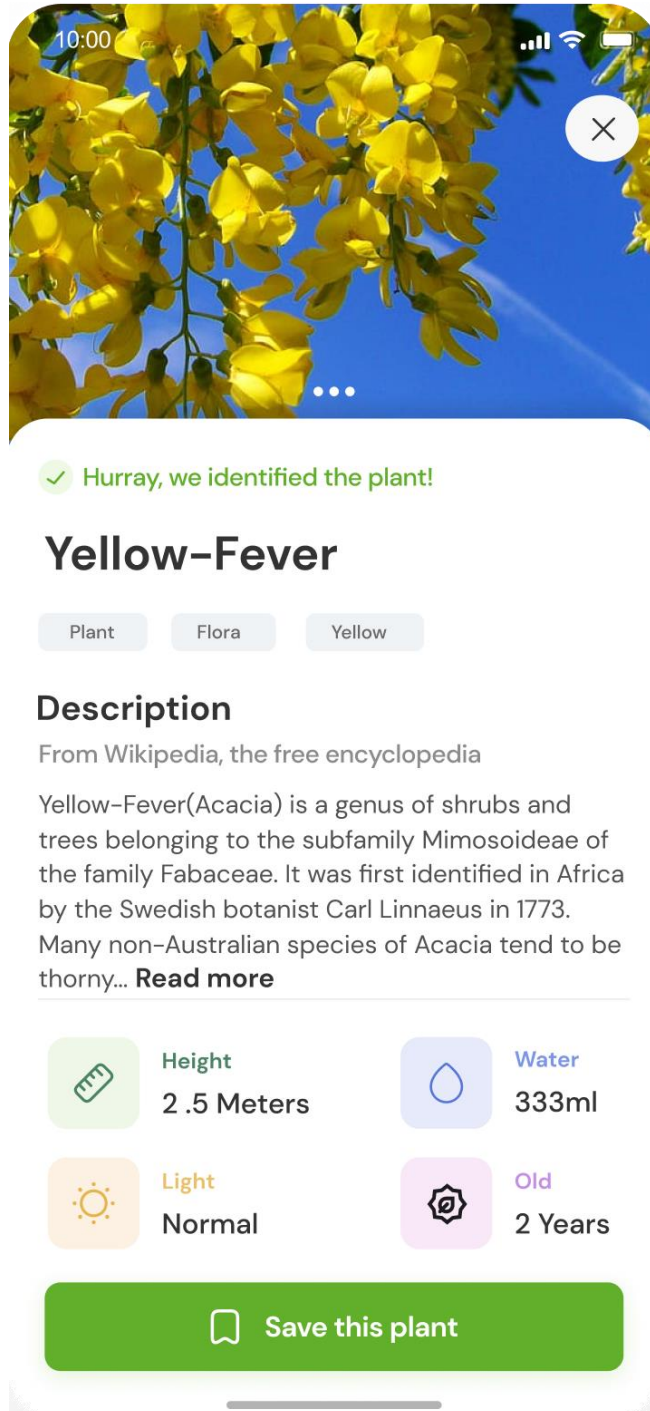 10:00
Hurray, we identified the plant!
Yellow-Fever
Plant Flora Yellow
Description
From Wikipedia, the free encyclopedia
Yellow-Fever(Acacia) is a genus of shrubs and
trees belonging to the subfamily Mimosoideae of
the family Fabaceae. It was first identified in Africa
by the Swedish botanist Carl Linnaeus in 1773.
Many non-Australian species of Acacia tend to be
thorny... Read more
Height
2 .5 Meters
Water
333ml
Light
Normal
Old
2 Years
Save this plant